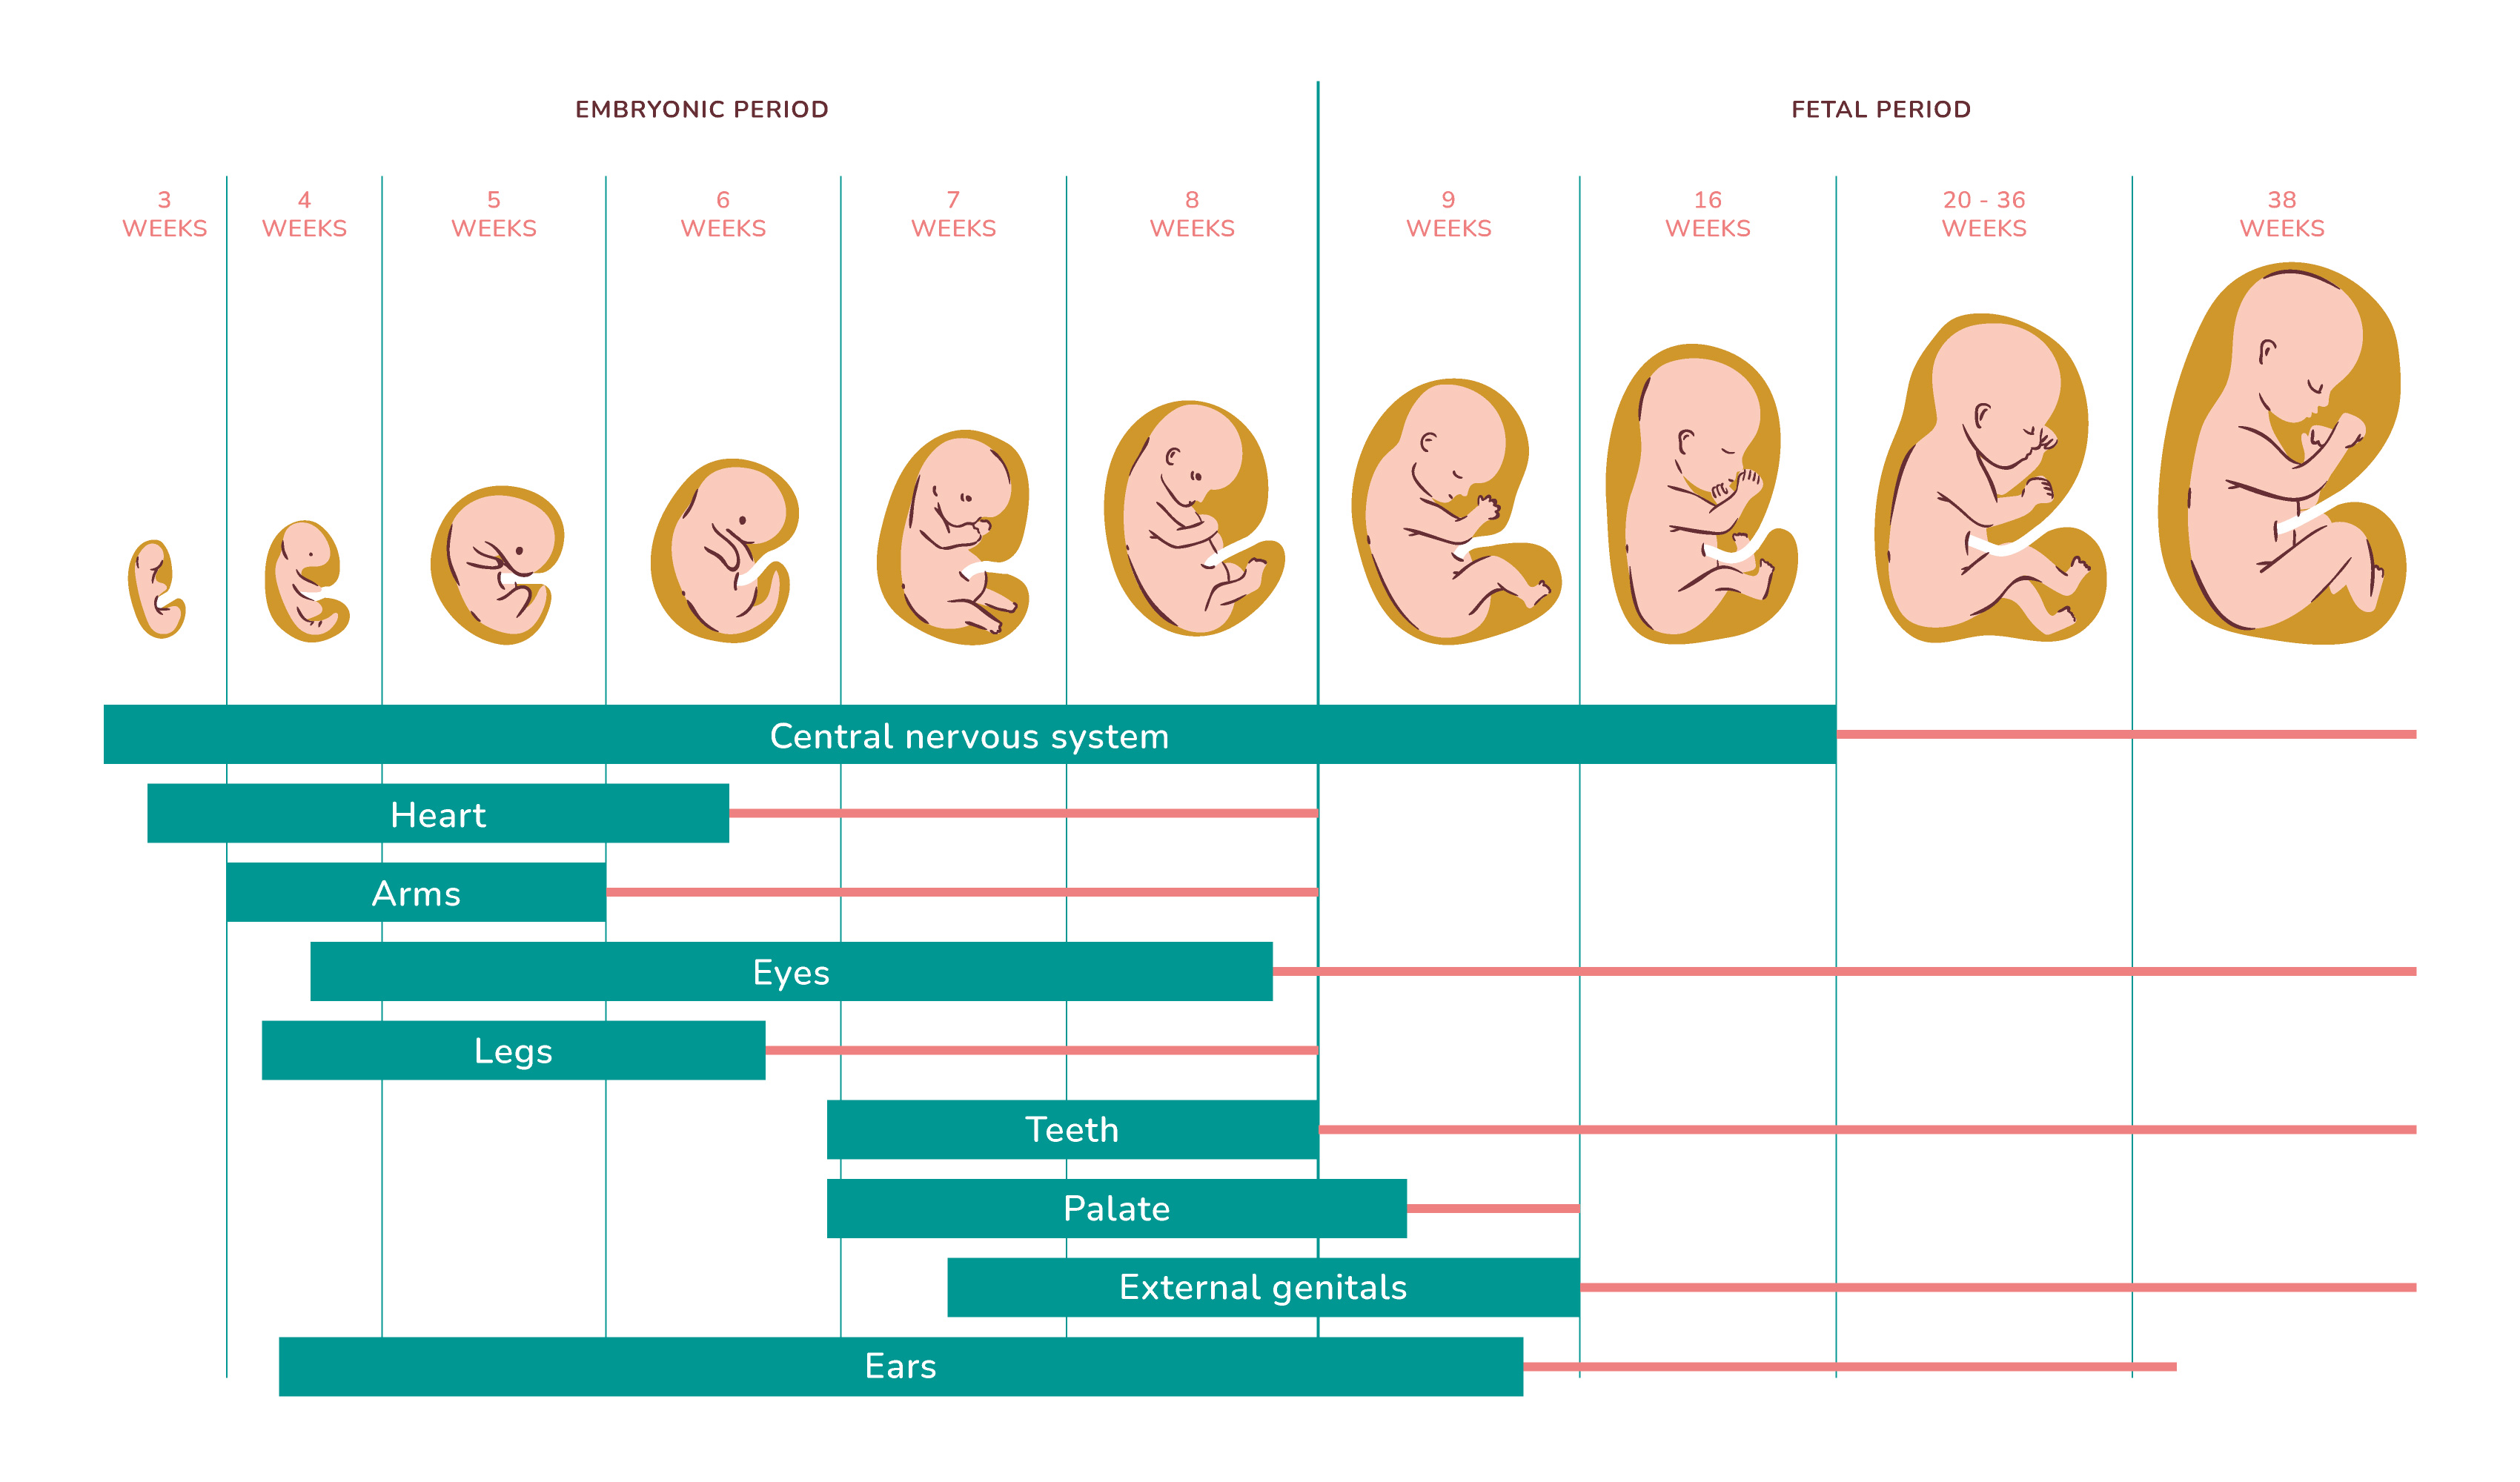 EMBRYONIC PERIOD
FETAL PERIOD
3
WEEKS
4
WEEKS
5
WEEKS
6
WEEKS
7
WEEKS
8
WEEKS
9
WEEKS
16
WEEKS
20 - 36
WEEKS
38
WEEKS
Central nervous system
Heart
Arms
Eyes
Legs
Teeth
Palate
External genitals
Ears